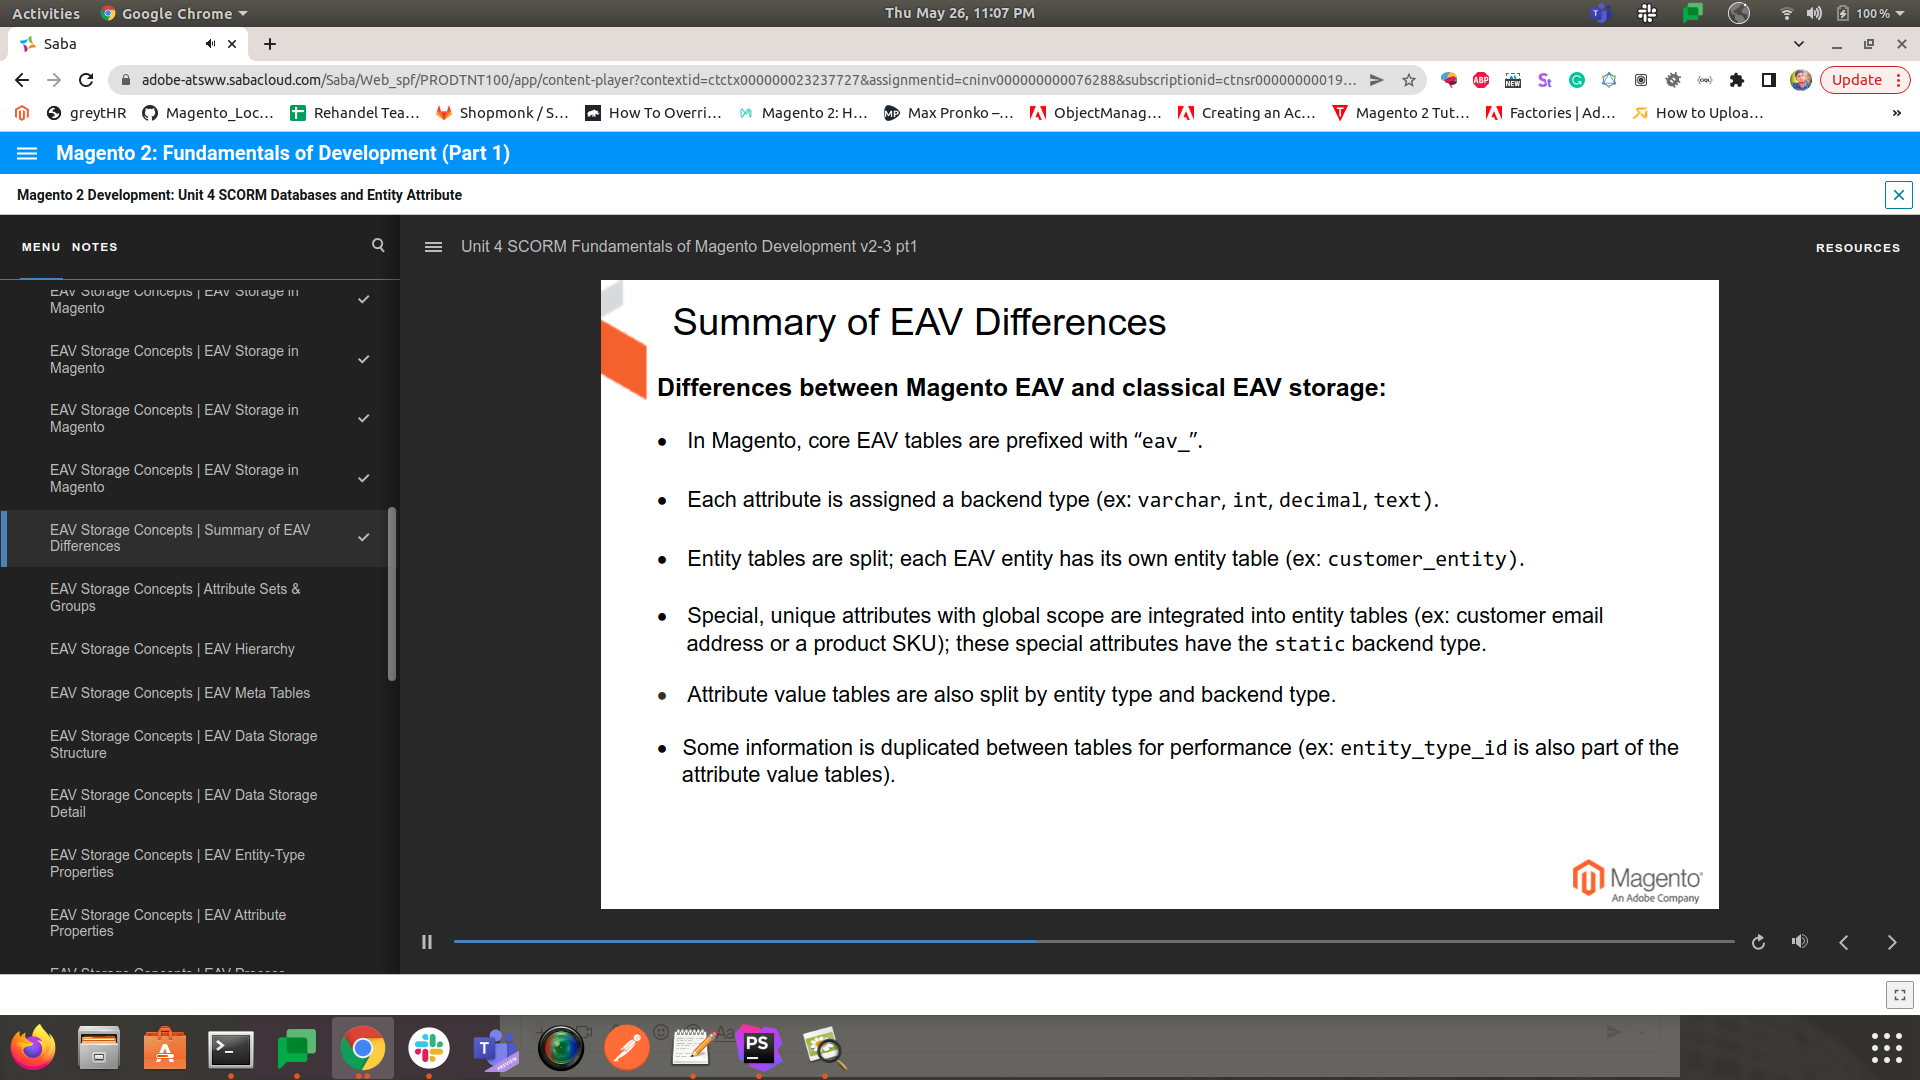 Activities
Google Chrome
Thu May 26, 11:07 PM
100 %
Saba
adobe-atsww.sabacloud.com/Saba/Web_spf/PRODTNT100/app/content-player?contextid=ctctx000000023237727&assignmentid=cninv000000000076288&subscriptionid=ctnsr00000000019...
ABP
NEW
Update
greytHR
Magento_Loc...
Rehandel Tea...
Shopmonk / S...
How To Overri...
Magento 2: H...
Max Pronko –...
ObjectManag...
Creating an Ac...
Magento 2 Tut...
Factories | Ad...
How to Uploa...
»
Magento 2: Fundamentals of Development (Part 1)
Magento 2 Development: Unit 4 SCORM Databases and Entity Attribute
MENU NOTES
Unit 4 SCORM Fundamentals of Magento Development v2-3 pt1
RESOURCES
EAV Storage Concepts | EAV Storage in
Magento
EAV Storage Concepts | EAV Storage in
Magento
EAV Storage Concepts | EAV Storage in
Magento
EAV Storage Concepts | EAV Storage in
Magento
EAV Storage Concepts | Summary of EAV
Differences
EAV Storage Concepts | Attribute Sets &
Groups
EAV Storage Concepts | EAV Hierarchy
EAV Storage Concepts | EAV Meta Tables
EAV Storage Concepts | EAV Data Storage
Structure
EAV Storage Concepts | EAV Data Storage
Detail
EAV Storage Concepts | EAV Entity-Type
Properties
EAV Storage Concepts | EAV Attribute
Properties
EAV Storage Concepts | EAV Process
Summary of EAV Differences
Differences between Magento EAV and classical EAV storage:
• In Magento, core EAV tables are prefixed with “eav_”.
• Each attribute is assigned a backend type (ex: varchar, int, decimal, text).
• Entity tables are split; each EAV entity has its own entity table (ex: customer_entity).
• Special, unique attributes with global scope are integrated into entity tables (ex: customer email
address or a product SKU); these special attributes have the static backend type.
• Attribute value tables are also split by entity type and backend type.
• Some information is duplicated between tables for performance (ex: entity_type_id is also part of the
attribute value tables).
Magento
An Adobe Company
PS